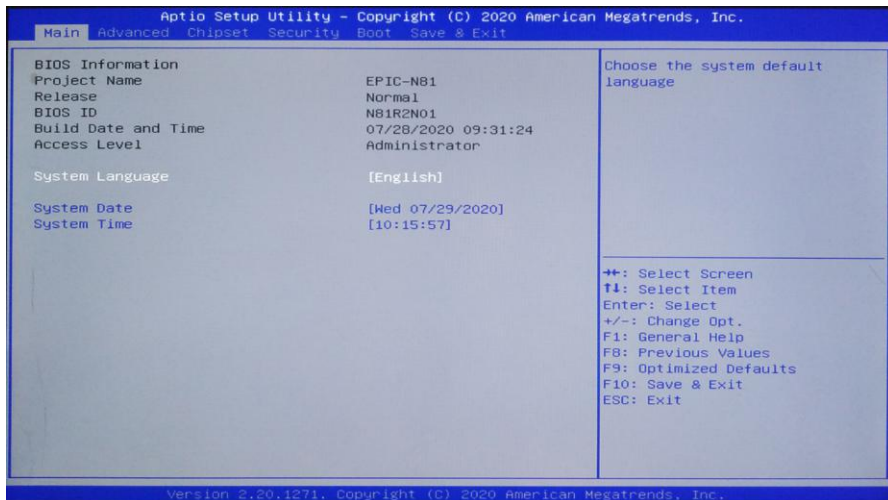 Aptio Setup Utility – Copyright (C) 2020 American Megatrends, Inc.
Main Advanced Chipset Security Boot Save & Exit
BIOS Information
Project Name EPIC-N81
Release Normal
BIOS ID N81R2N01
Build Date and Time 07/28/2020 09:31:24
Access Level Administrator
System Language [English]
System Date [Wed 07/29/2020]
System Time [10:15:57]
Choose the system default
language
→←: Select Screen
↑↓: Select Item
Enter: Select
+/-: Change Opt.
F1: General Help
F8: Previous Values
F9: Optimized Defaults
F10: Save & Exit
ESC: Exit
Version 2.20.1271. Copyright (C) 2020 American Megatrends, Inc.